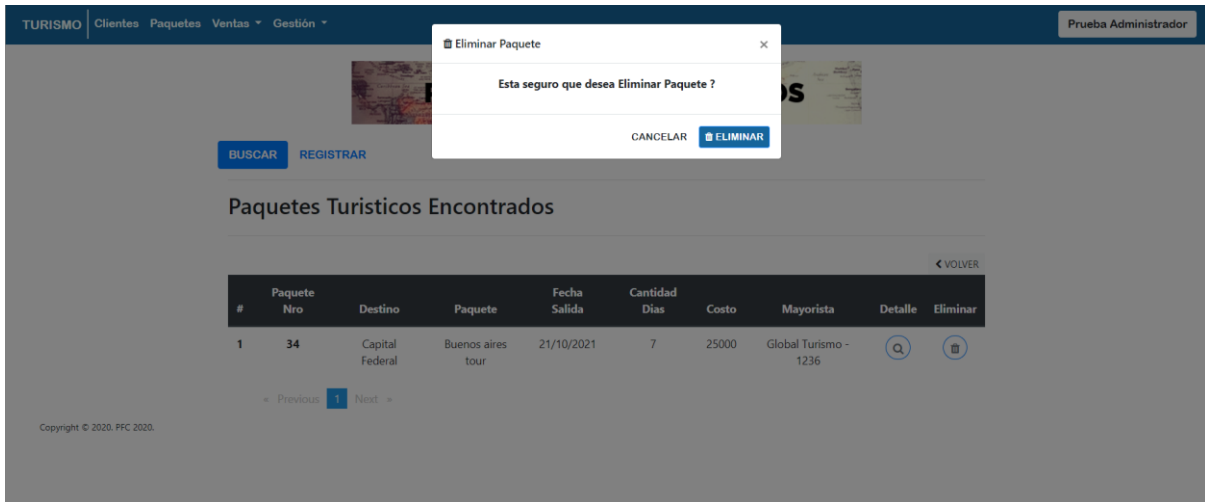 TURISMO Clientes Paquetes Ventas Gestión Prueba Administrador
Eliminar Paquete ×
Esta seguro que desea Eliminar Paquete ?
CANCELAR ELIMINAR
BUSCAR REGISTRAR
Paquetes Turisticos Encontrados
VOLVER
# Paquete Nro Destino Paquete Fecha Salida Cantidad Dias Costo Mayorista Detalle Eliminar
1 34 Capital Federal Buenos aires tour 21/10/2021 7 25000 Global Turismo - 1236
« Previous 1 Next »
Copyright © 2020. PFC 2020.